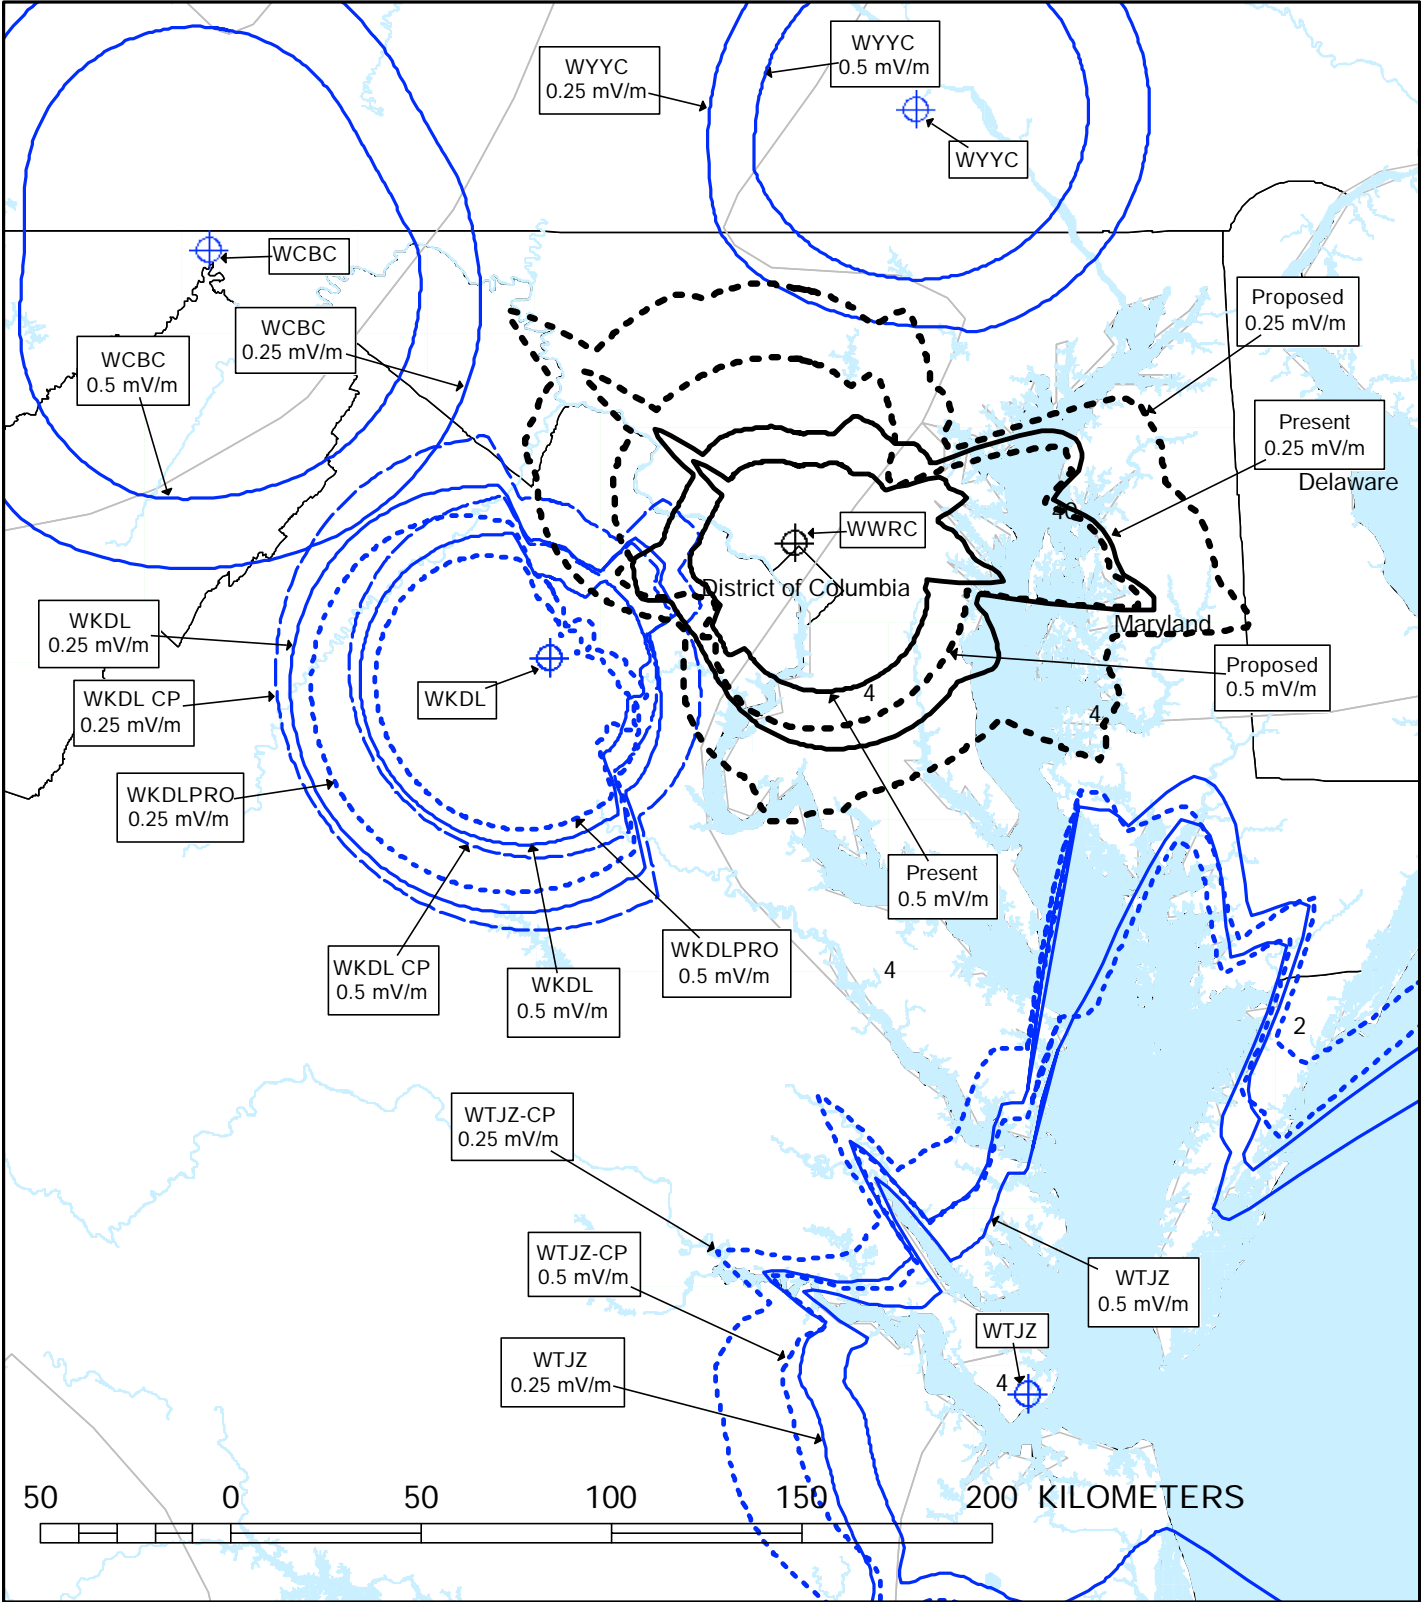 WYYC
0.5 mV/m
WYYC
0.25 mV/m
WYYC
WCBC
WCBC
0.25 mV/m
WCBC
0.5 mV/m
Proposed
0.25 mV/m
Present
0.25 mV/m
Delaware
40
WWRC
District of Columbia
Maryland
WKDL
0.25 mV/m
WKDL CP
0.25 mV/m
WKDL
Proposed
0.5 mV/m
4
4
WKDLPRO
0.25 mV/m
Present
0.5 mV/m
WKDL CP
0.5 mV/m
WKDL
0.5 mV/m
WKDLPRO
0.5 mV/m
4
2
WTJZ-CP
0.25 mV/m
WTJZ-CP
0.5 mV/m
WTJZ
0.5 mV/m
WTJZ
WTJZ
0.25 mV/m
4
50 0 50 100 150 200 KILOMETERS